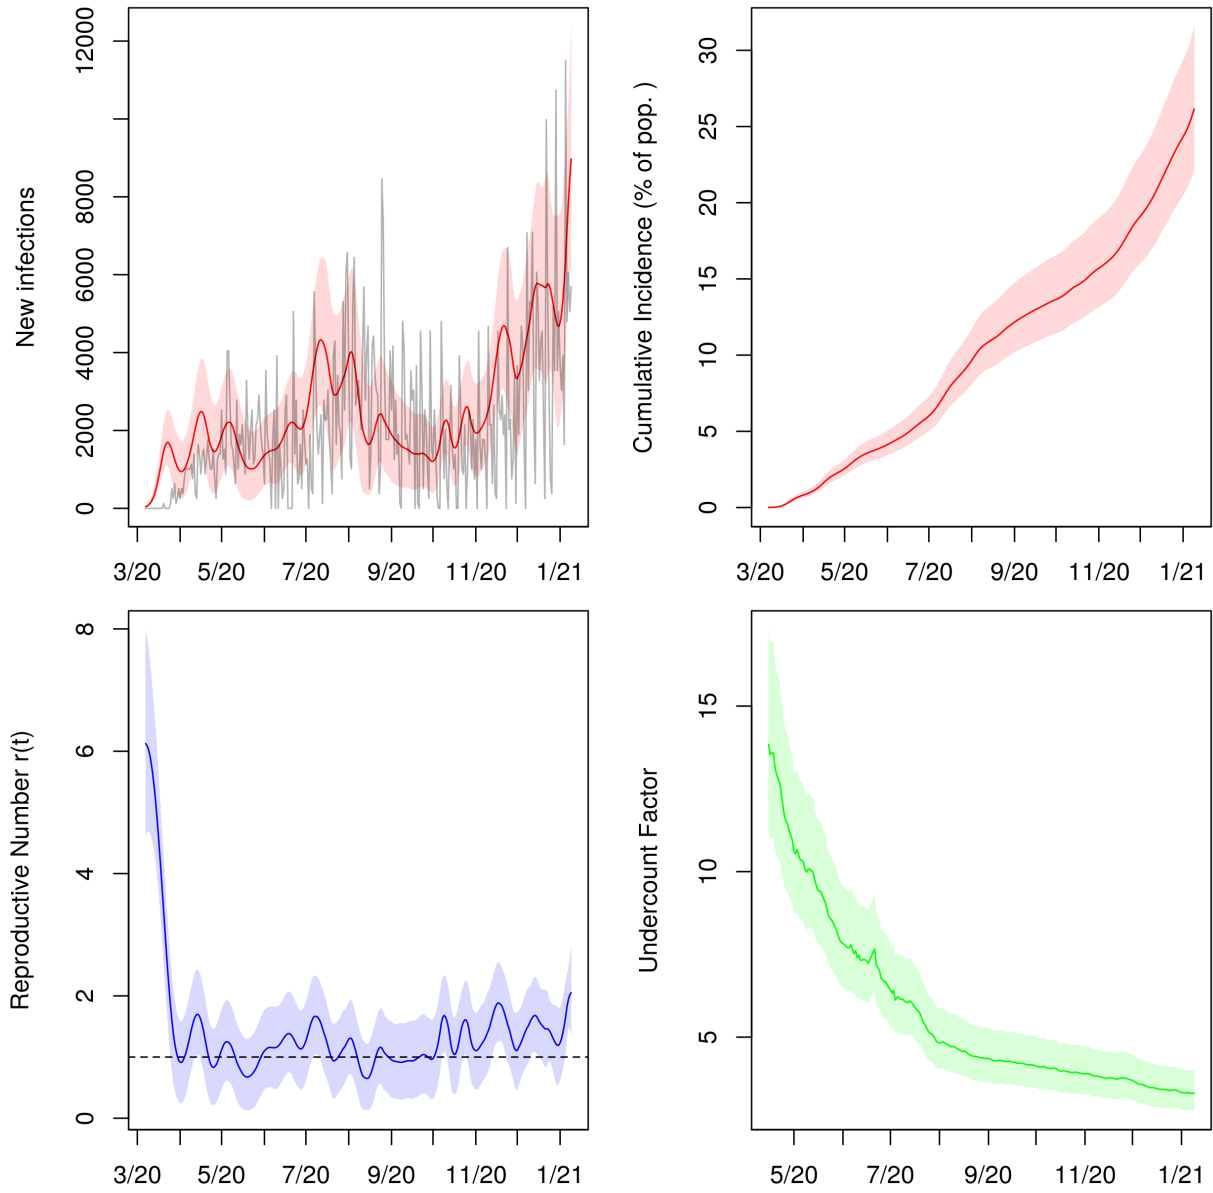 New infections
12000
8000
6000
4000
2000
0
3/20 5/20 7/20 9/20 11/20 1/21
Cumulative Incidence (% of pop. )
30
25
20
15
10
5
0
3/20 5/20 7/20 9/20 11/20 1/21
Reproductive Number r(t)
8
6
4
2
0
3/20 5/20 7/20 9/20 11/20 1/21
Undercount Factor
15
10
5
5/20 7/20 9/20 11/20 1/21